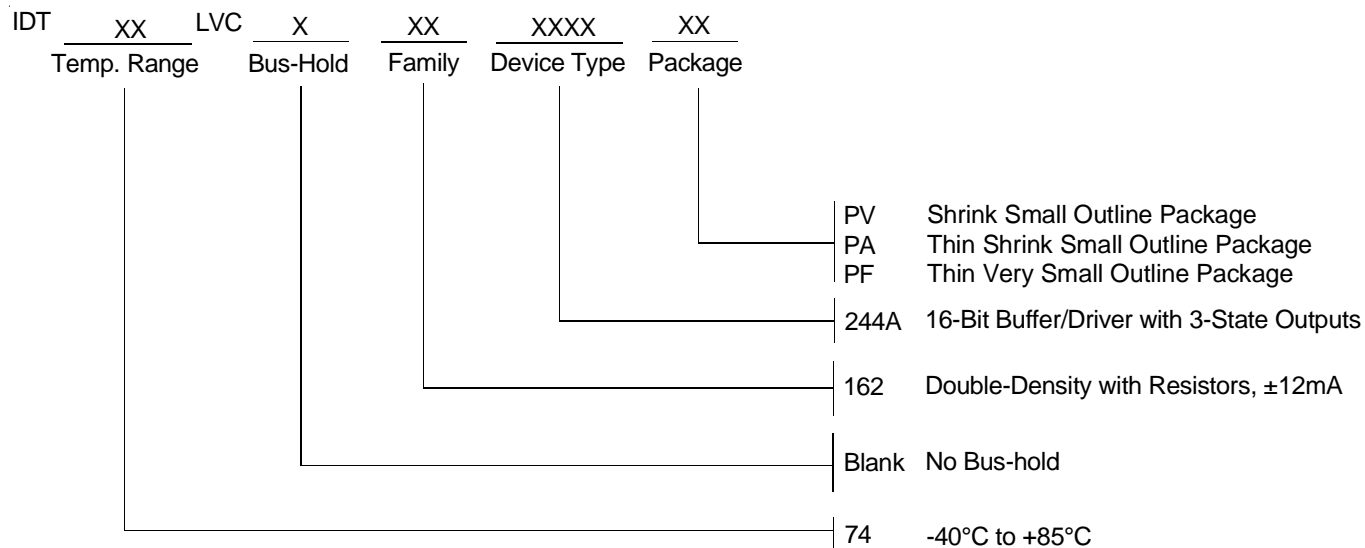 IDT XX LVC X XX XXXX XX
Temp. Range Bus-Hold Family Device Type Package
PV Shrink Small Outline Package
PA Thin Shrink Small Outline Package
PF Thin Very Small Outline Package
244A 16-Bit Buffer/Driver with 3-State Outputs
162 Double-Density with Resistors, ±12mA
Blank No Bus-hold
74 -40°C to +85°C